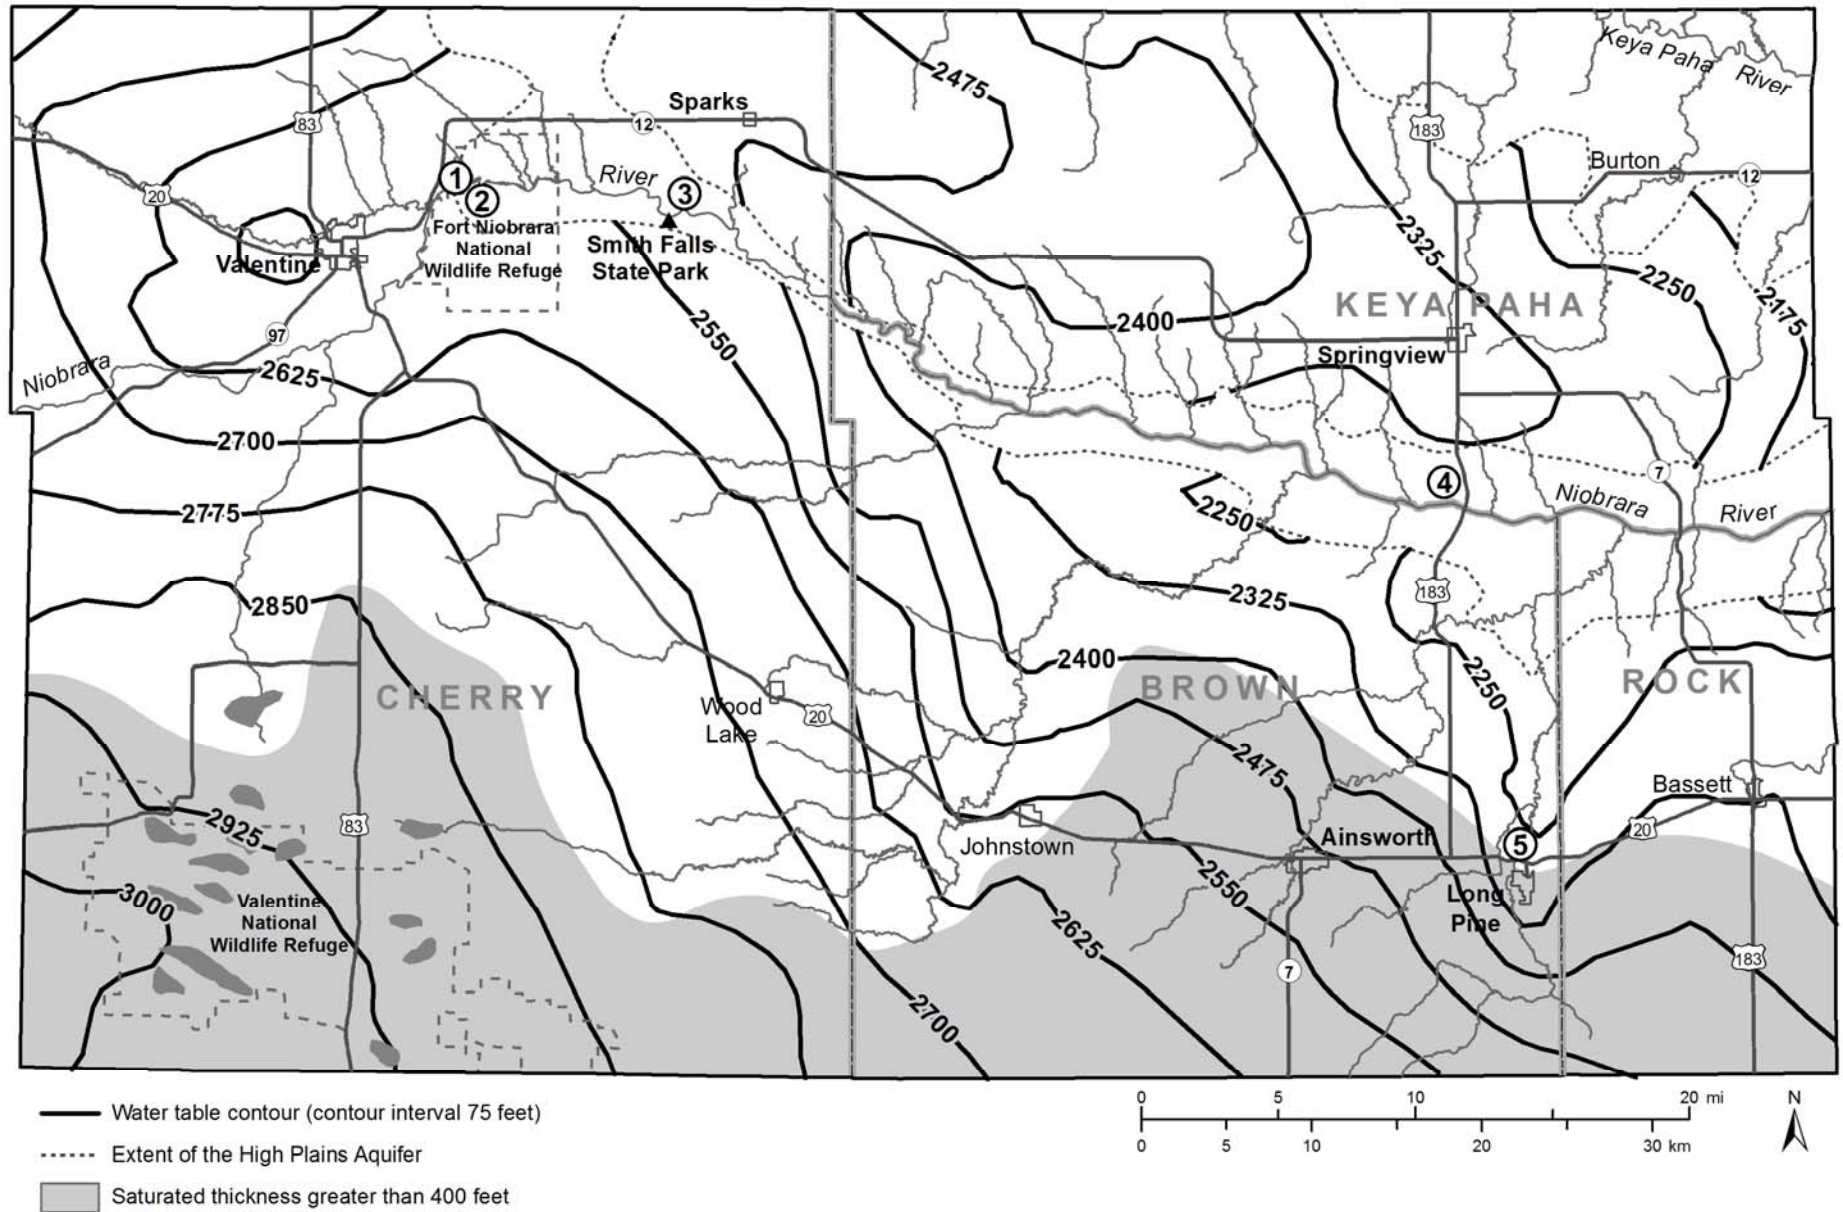 2475
Keya Paha River
Sparks
83
12
183
Burton
12
20
River
1
2
3
Fort Niobrara
National
Wildlife Refuge
Smith Falls
State Park
Valentine
2325
2250
2175
KEYA PAHA
97
2550
2400
Springview
Niobrara
2625
2700
4
7
Niobrara River
2775
2250
2850
2325
183
2400
CHERRY
BROWN
2250
ROCK
Wood
Lake
20
2475
Bassett
2925
83
Johnstown
Ainsworth
5
20
3000
Valentine
National
Wildlife Refuge
2550
Long
Pine
2625
7
183
2700
Water table contour (contour interval 75 feet)
Extent of the High Plains Aquifer
Saturated thickness greater than 400 feet
0 5 10 20 mi
0 5 10 20 30 km
N